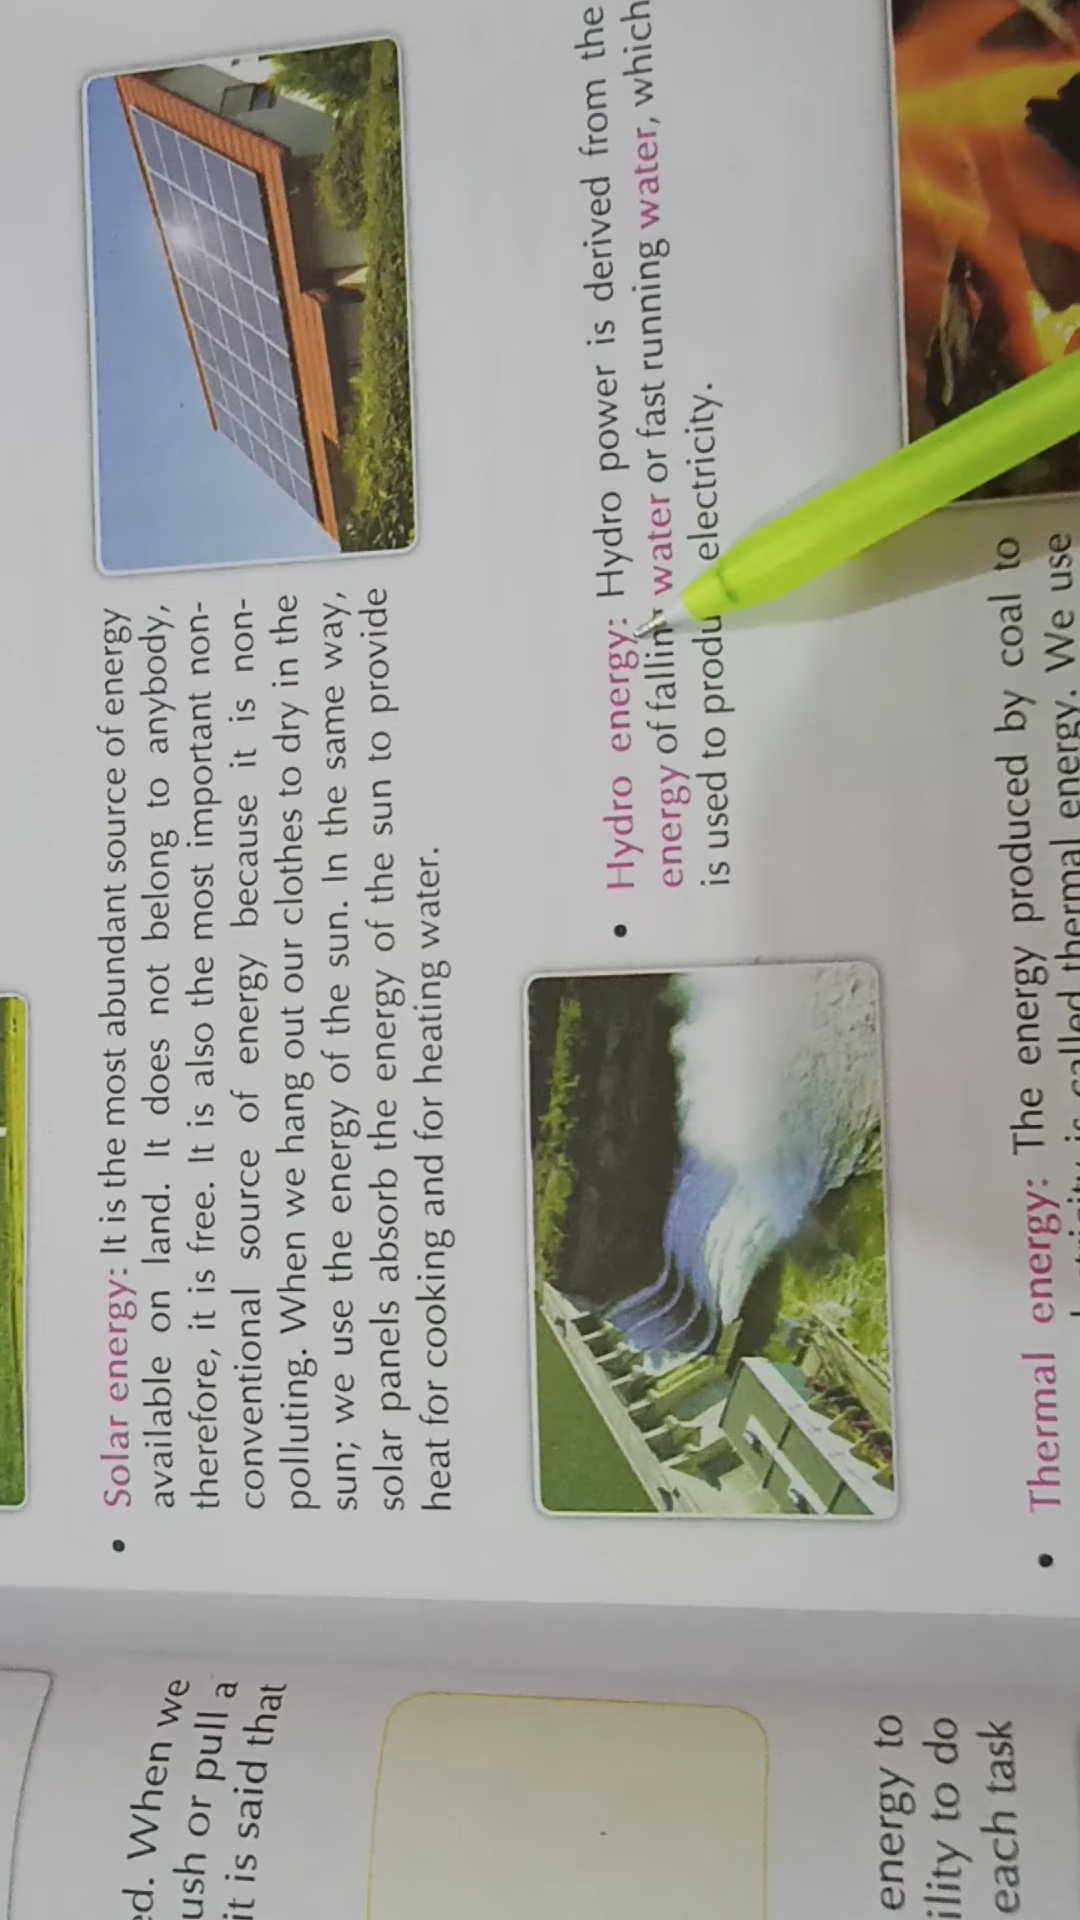 ed. When we
ush or pull a
it is said that
energy to
ility to do
each task
• Solar energy: It is the most abundant source of energy
available on land. It does not belong to anybody,
therefore, it is free. It is also the most important non-
conventional source of energy because it is non-
polluting. When we hang out our clothes to dry in the
sun; we use the energy of the sun. In the same way,
solar panels absorb the energy of the sun to provide
heat for cooking and for heating water.
• Hydro energy: Hydro power is derived from the
energy of fallin water or fast running water, which
is used to produ electricity.
• Thermal energy: The energy produced by coal to
is called thermal energy. We use